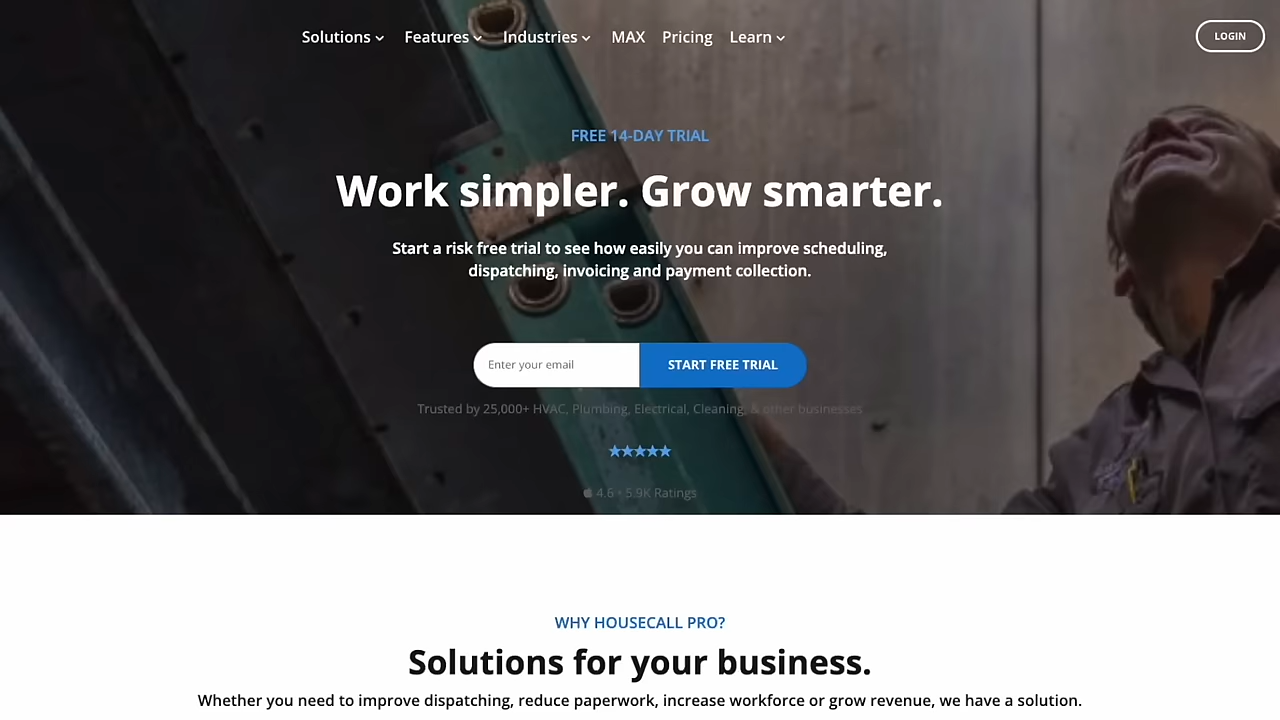 Solutions Features Industries MAX Pricing Learn LOGIN
FREE 14-DAY TRIAL
Work simpler. Grow smarter.
Start a risk free trial to see how easily you can improve scheduling,
dispatching, invoicing and payment collection.
Enter your email START FREE TRIAL
Trusted by 25,000+ HVAC, Plumbing, Electrical, Cleaning, & other businesses
4.6 • 5.9K Ratings
WHY HOUSECALL PRO?
Solutions for your business.
Whether you need to improve dispatching, reduce paperwork, increase workforce or grow revenue, we have a solution.